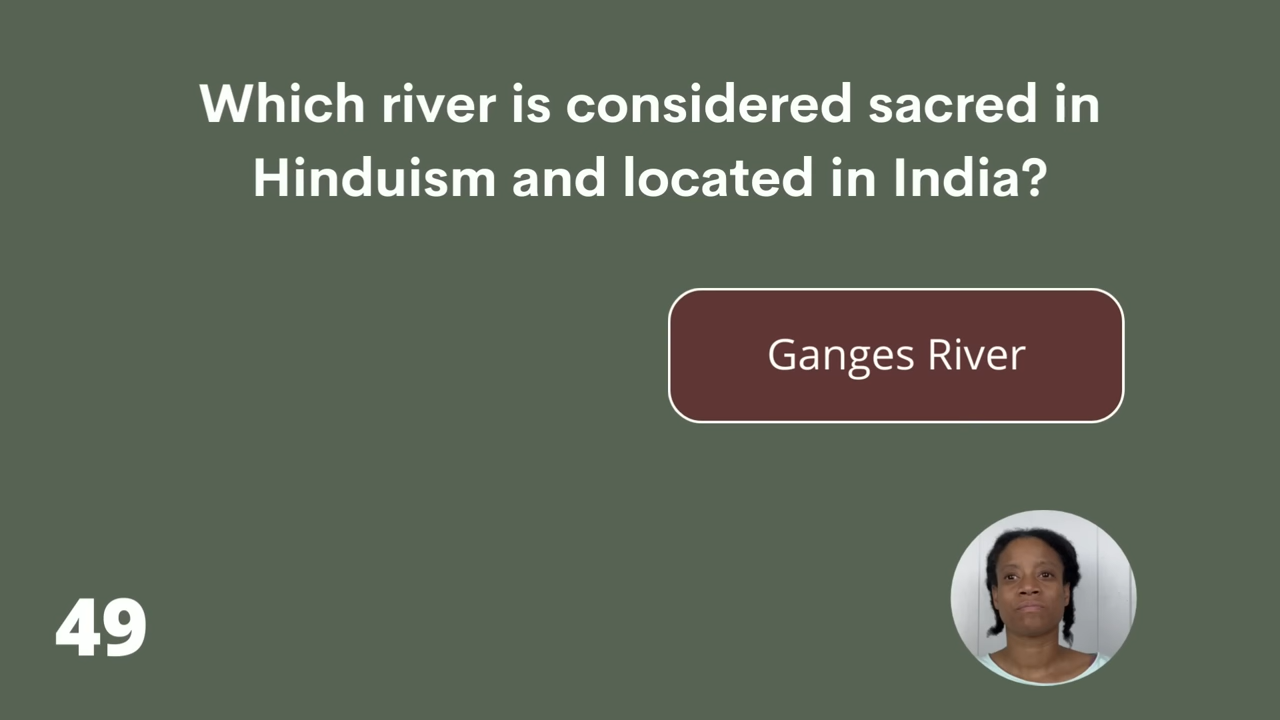 Which river is considered sacred in
Hinduism and located in India?
Ganges River
49